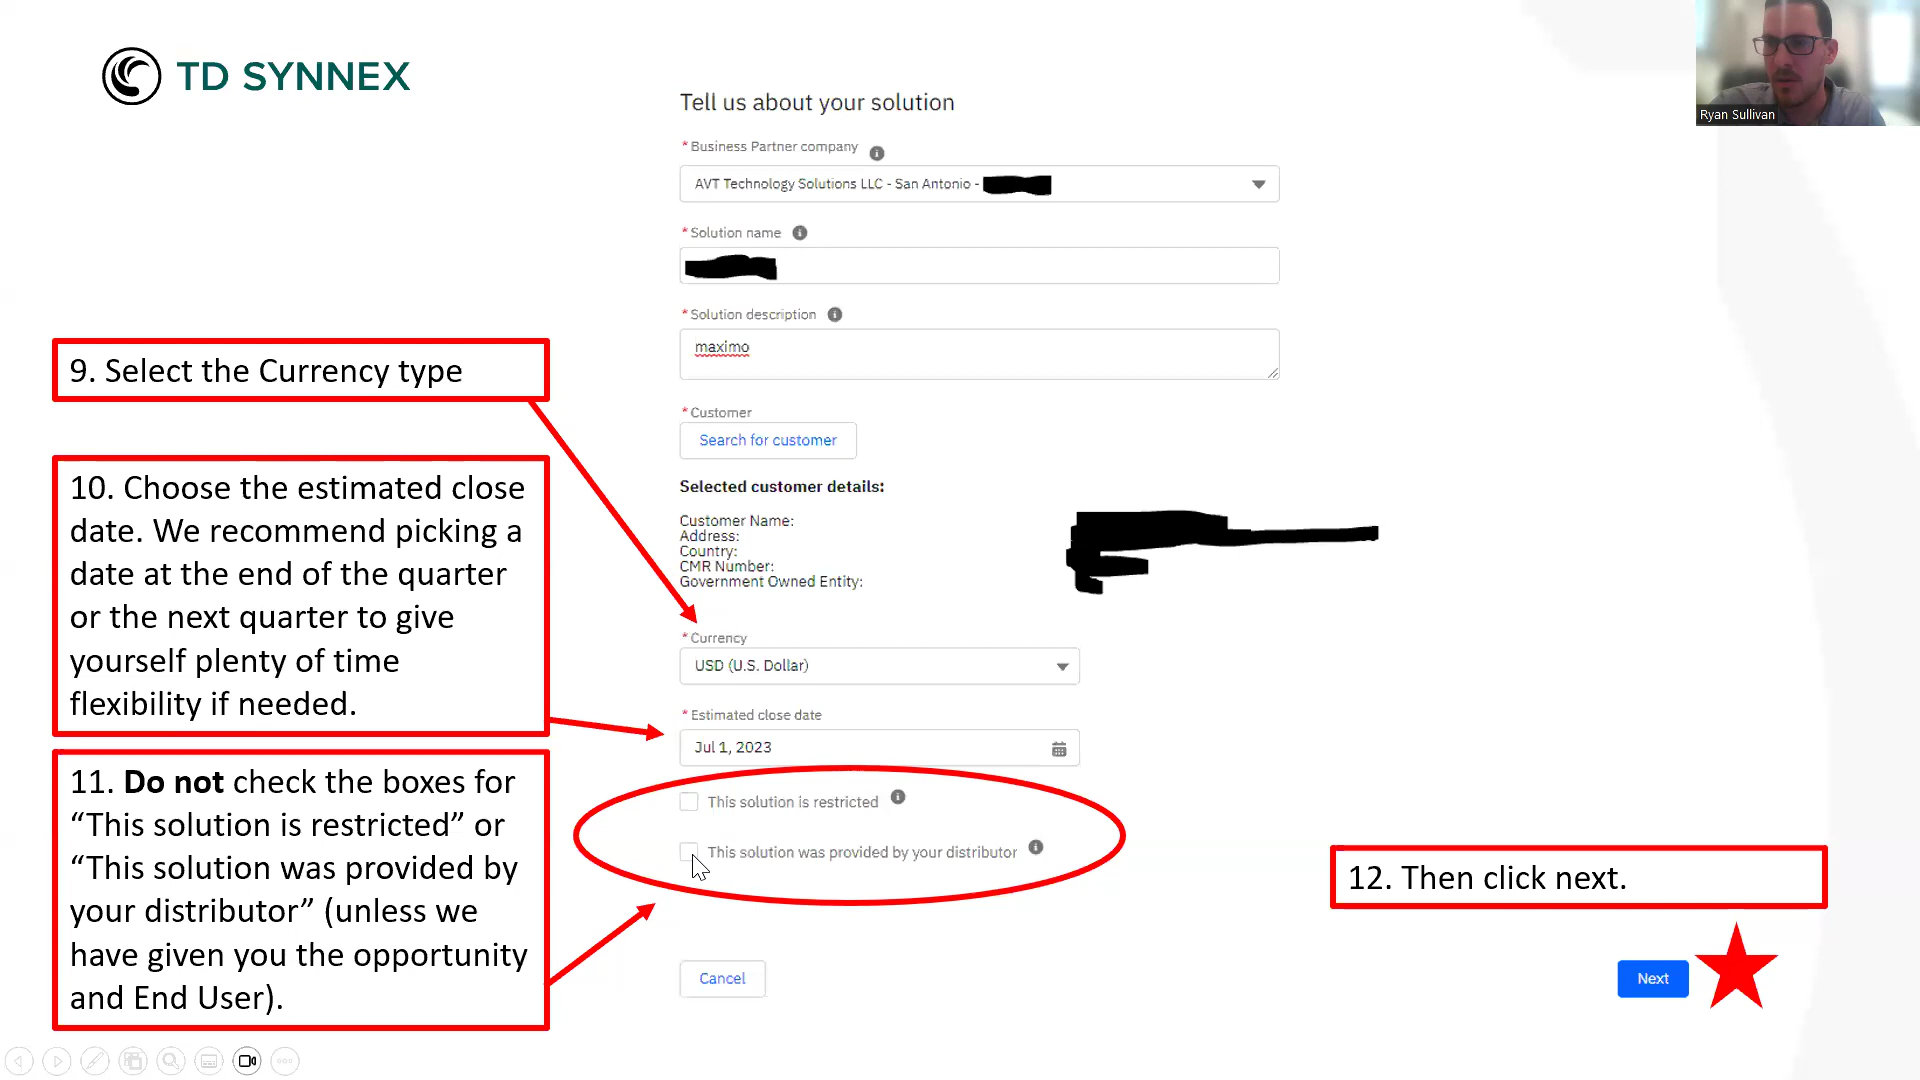 TD SYNNEX
Ryan Sullivan
Tell us about your solution
* Business Partner company
AVT Technology Solutions LLC - San Antonio -
* Solution name
* Solution description
maximo
* Customer
Search for customer
Selected customer details:
Customer Name:
Address:
Country:
CMR Number:
Government Owned Entity:
* Currency
USD (U.S. Dollar)
* Estimated close date
Jul 1, 2023
This solution is restricted
This solution was provided by your distributor
Cancel
Next
9. Select the Currency type
10. Choose the estimated close
date. We recommend picking a
date at the end of the quarter
or the next quarter to give
yourself plenty of time
flexibility if needed.
11. Do not check the boxes for
“This solution is restricted” or
“This solution was provided by
your distributor” (unless we
have given you the opportunity
and End User).
12. Then click next.